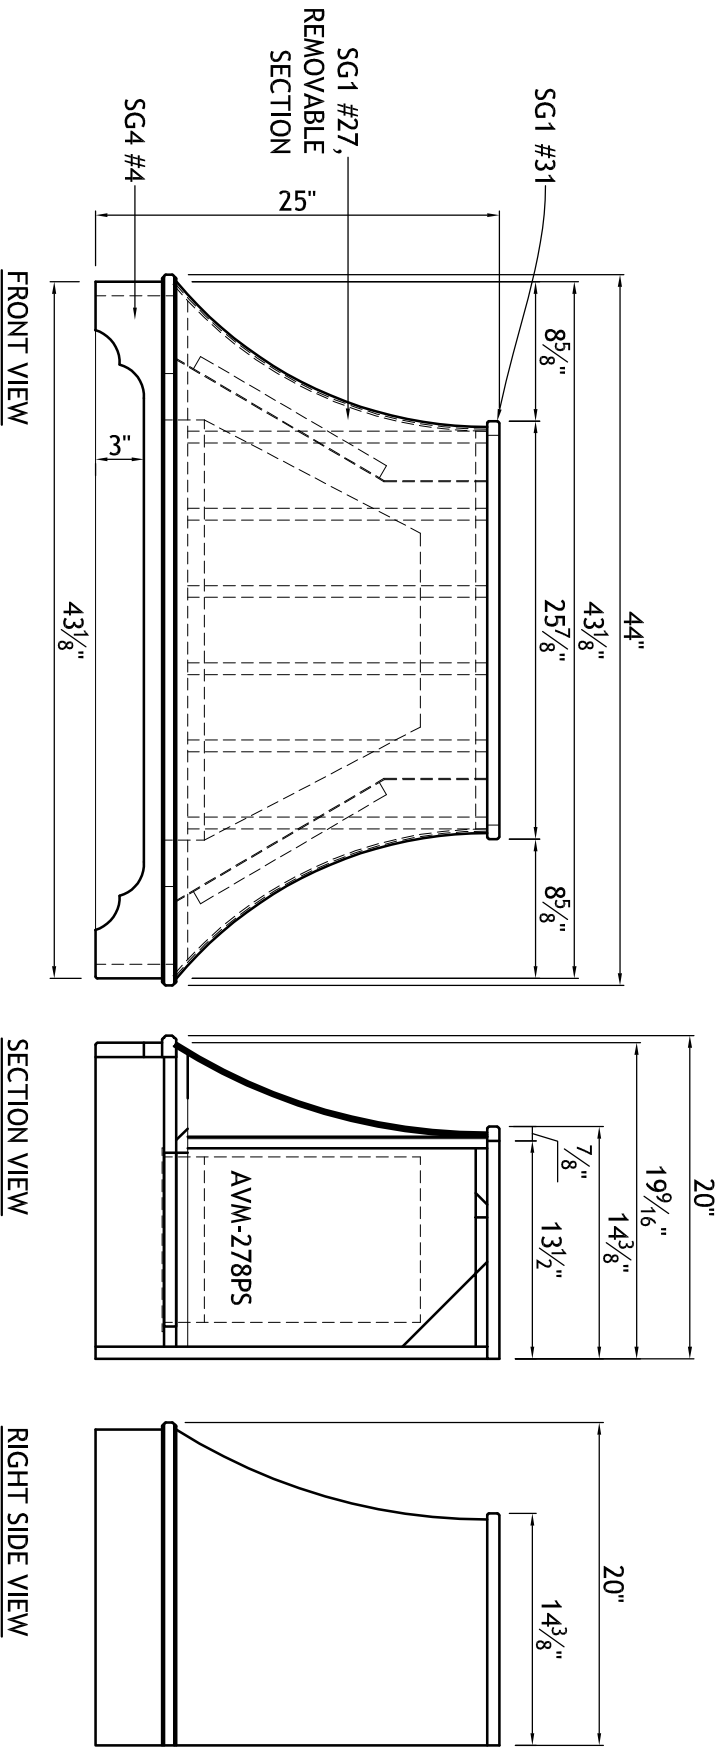 SG1 #31
SG1 #27,
REMOVABLE
SECTION
SG4 #4
25"
3"
44"
43⅛"
8⅝"
25⅞"
8⅝"
43⅛"
FRONT VIEW
20"
19 9/16"
14⅜"
⅞"
13½"
AVM-278PS
SECTION VIEW
20"
14⅜"
RIGHT SIDE VIEW